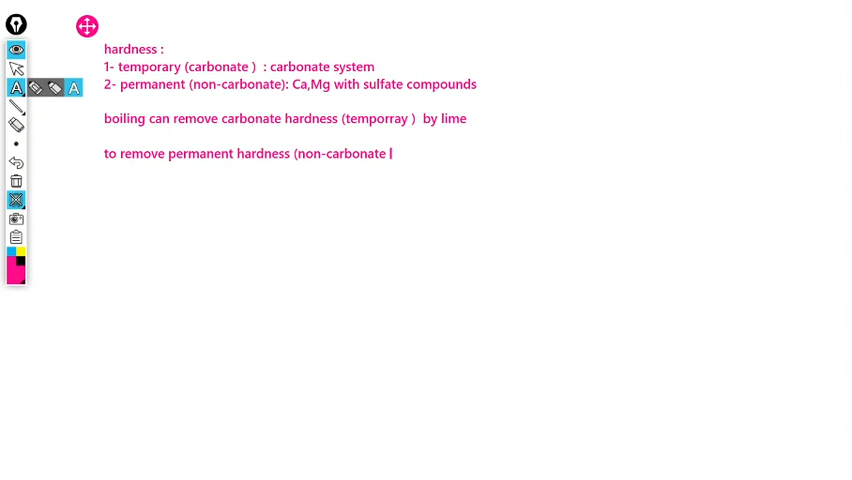 hardness :
1- temporary (carbonate ) : carbonate system
2- permanent (non-carbonate): Ca,Mg with sulfate compounds
boiling can remove carbonate hardness (temporray ) by lime
to remove permanent hardness (non-carbonate